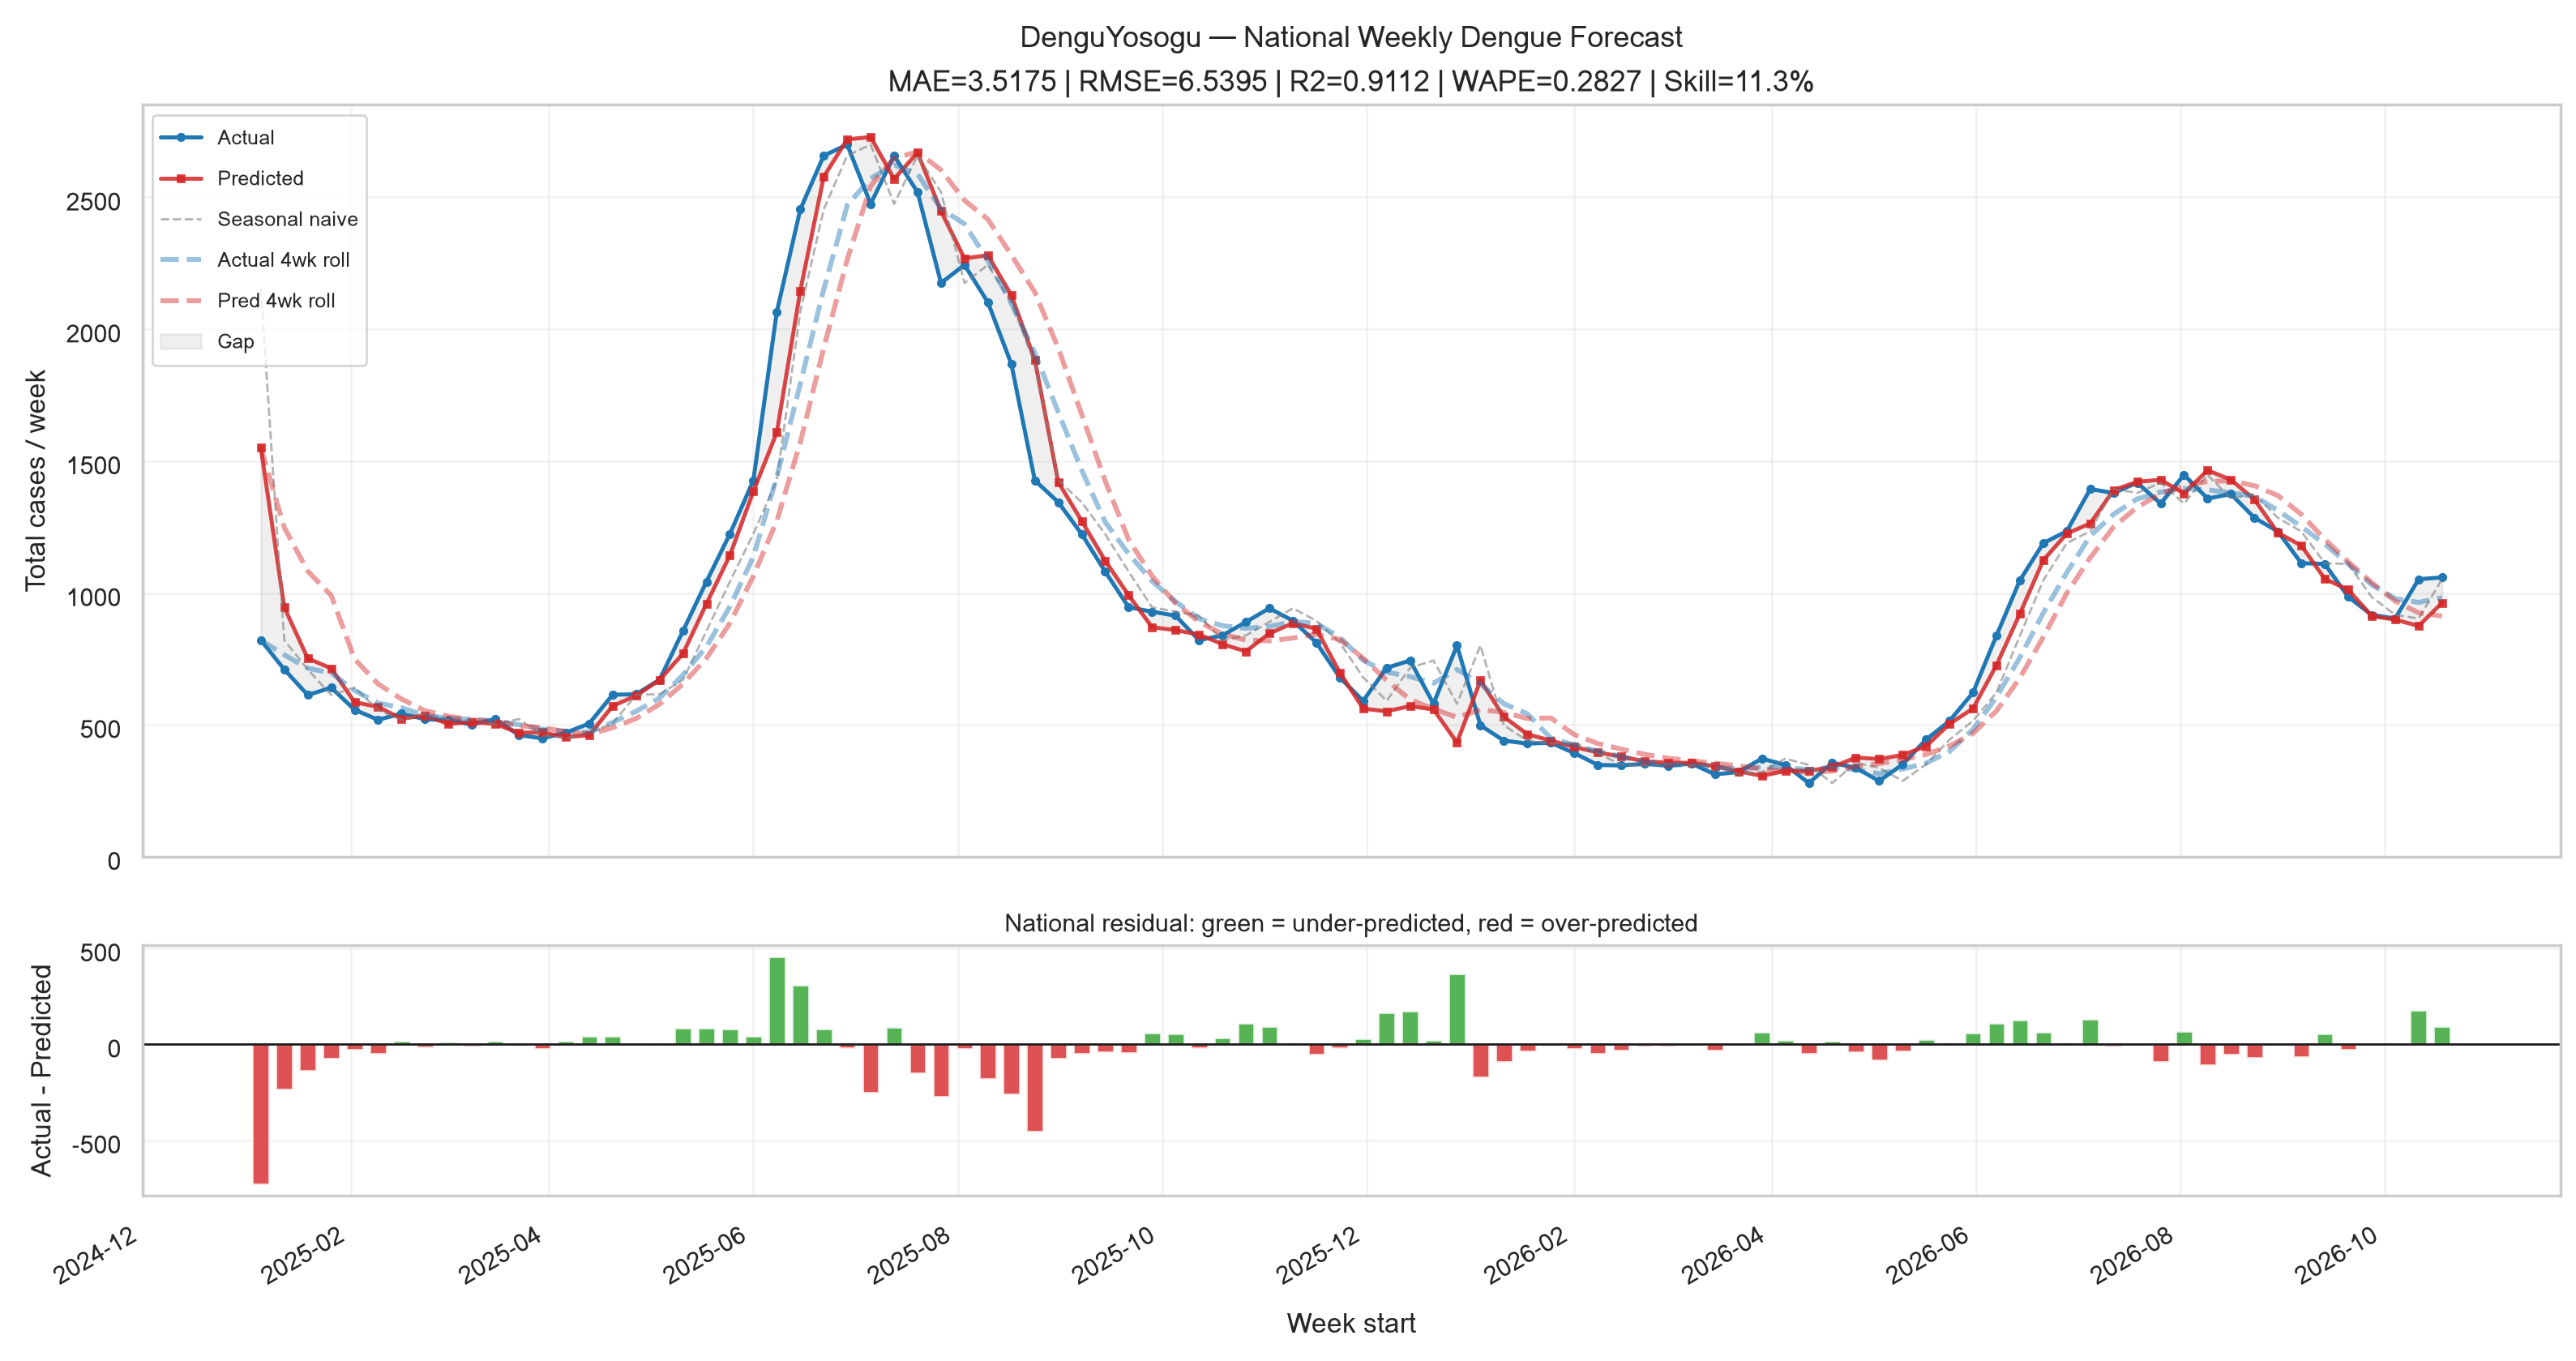 DenguYosogu — National Weekly Dengue Forecast
MAE=3.5175 | RMSE=6.5395 | R2=0.9112 | WAPE=0.2827 | Skill=11.3%
Actual
Predicted
Seasonal naive
Actual 4wk roll
Pred 4wk roll
Gap
Total cases / week
2500
2000
1500
1000
500
0
National residual: green = under-predicted, red = over-predicted
Actual - Predicted
500
0
-500
2024-12
2025-02
2025-04
2025-06
2025-08
2025-10
2025-12
2026-02
2026-04
2026-06
2026-08
2026-10
Week start